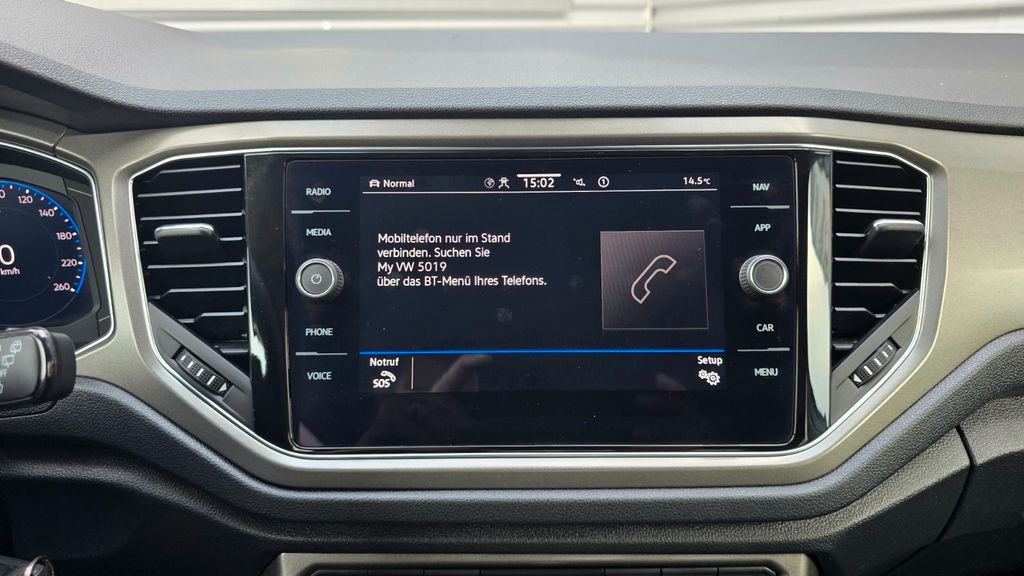 120
140
180
220
260
0
km/h
RADIO
MEDIA
PHONE
VOICE
Normal
15:02
14.5°C
Mobiltelefon nur im Stand
verbinden. Suchen Sie
My VW 5019
über das BT-Menü Ihres Telefons.
Notruf
SOS
Setup
NAV
APP
CAR
MENU